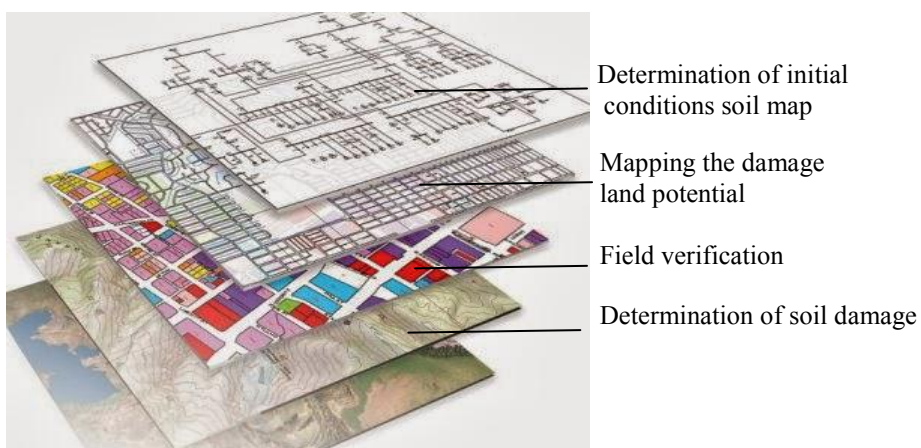 Determination of initial
conditions soil map
Mapping the damage
land potential
Field verification
Determination of soil damage